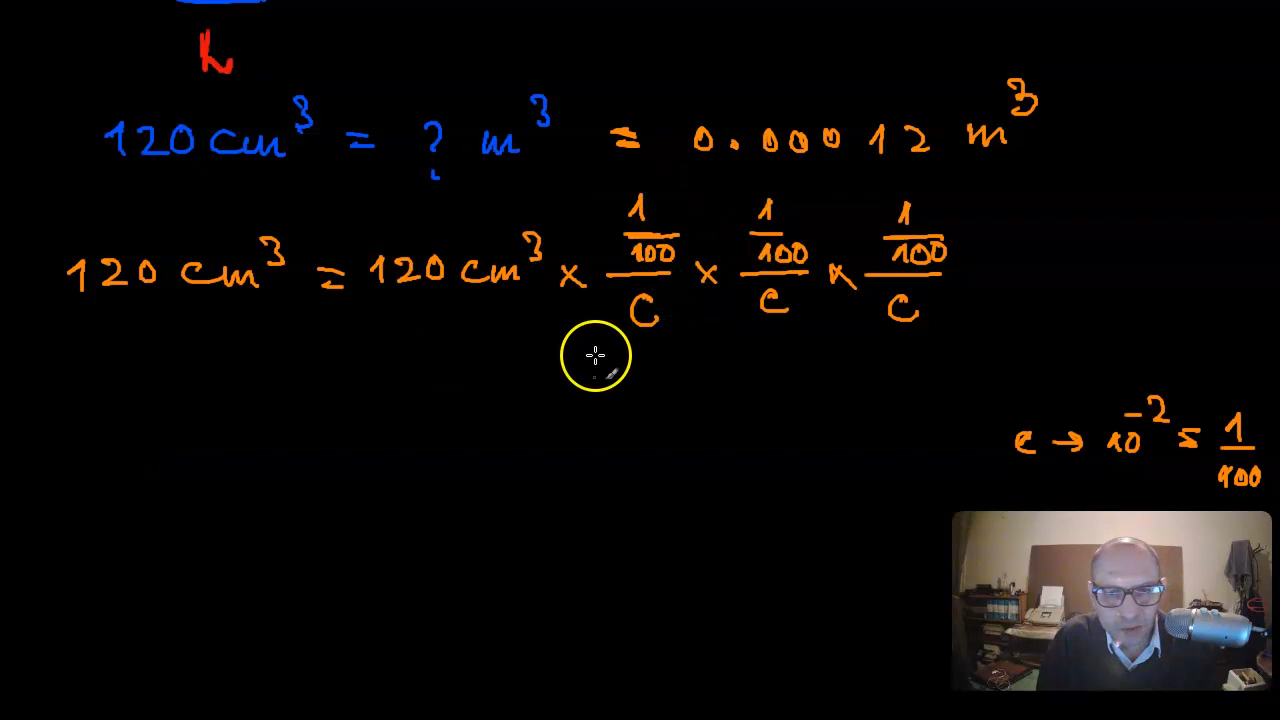 h
120 cm³ = ? m³ = 0.00012 m³
120 cm³ = 120 cm³ × (1/100)/c × (1/100)/c × (1/100)/c
c → 10⁻² = 1/100